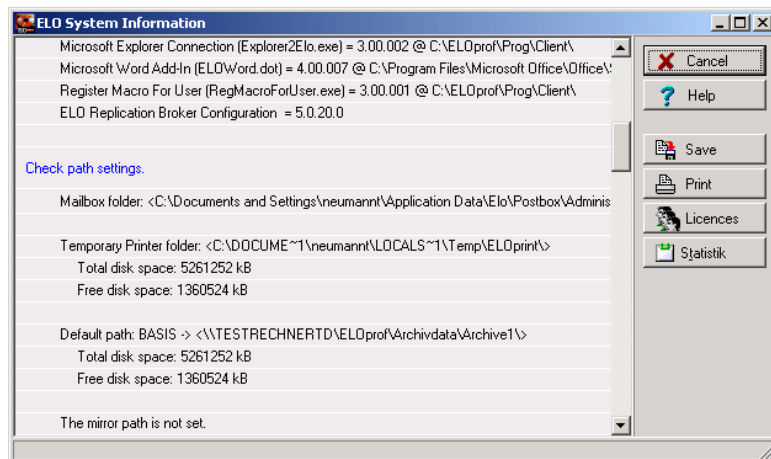 ELO System Information
Microsoft Explorer Connection (Explorer2Elo.exe) = 3.00.002 @ C:\ELOprof\Prog\Client\
Microsoft Word Add-In (ELOWord.dot) = 4.00.007 @ C:\Program Files\Microsoft Office\Office\
Register Macro For User (RegMacroForUser.exe) = 3.00.001 @ C:\ELOprof\Prog\Client\
ELO Replication Broker Configuration = 5.0.20.0
Check path settings.
Mailbox folder: <C:\Documents and Settings\neumannt\Application Data\Elo\Postbox\Adminis
Temporary Printer folder: <C:\DOCUME~1\neumannt\LOCALS~1\Temp\ELOprint\>
Total disk space: 5261252 kB
Free disk space: 1360524 kB
Default path: BASIS -> <\\TESTRECHNERTD\ELOprof\Archivdata\Archive1\>
Total disk space: 5261252 kB
Free disk space: 1360524 kB
The mirror path is not set.
Cancel
Help
Save
Print
Licences
Statistik